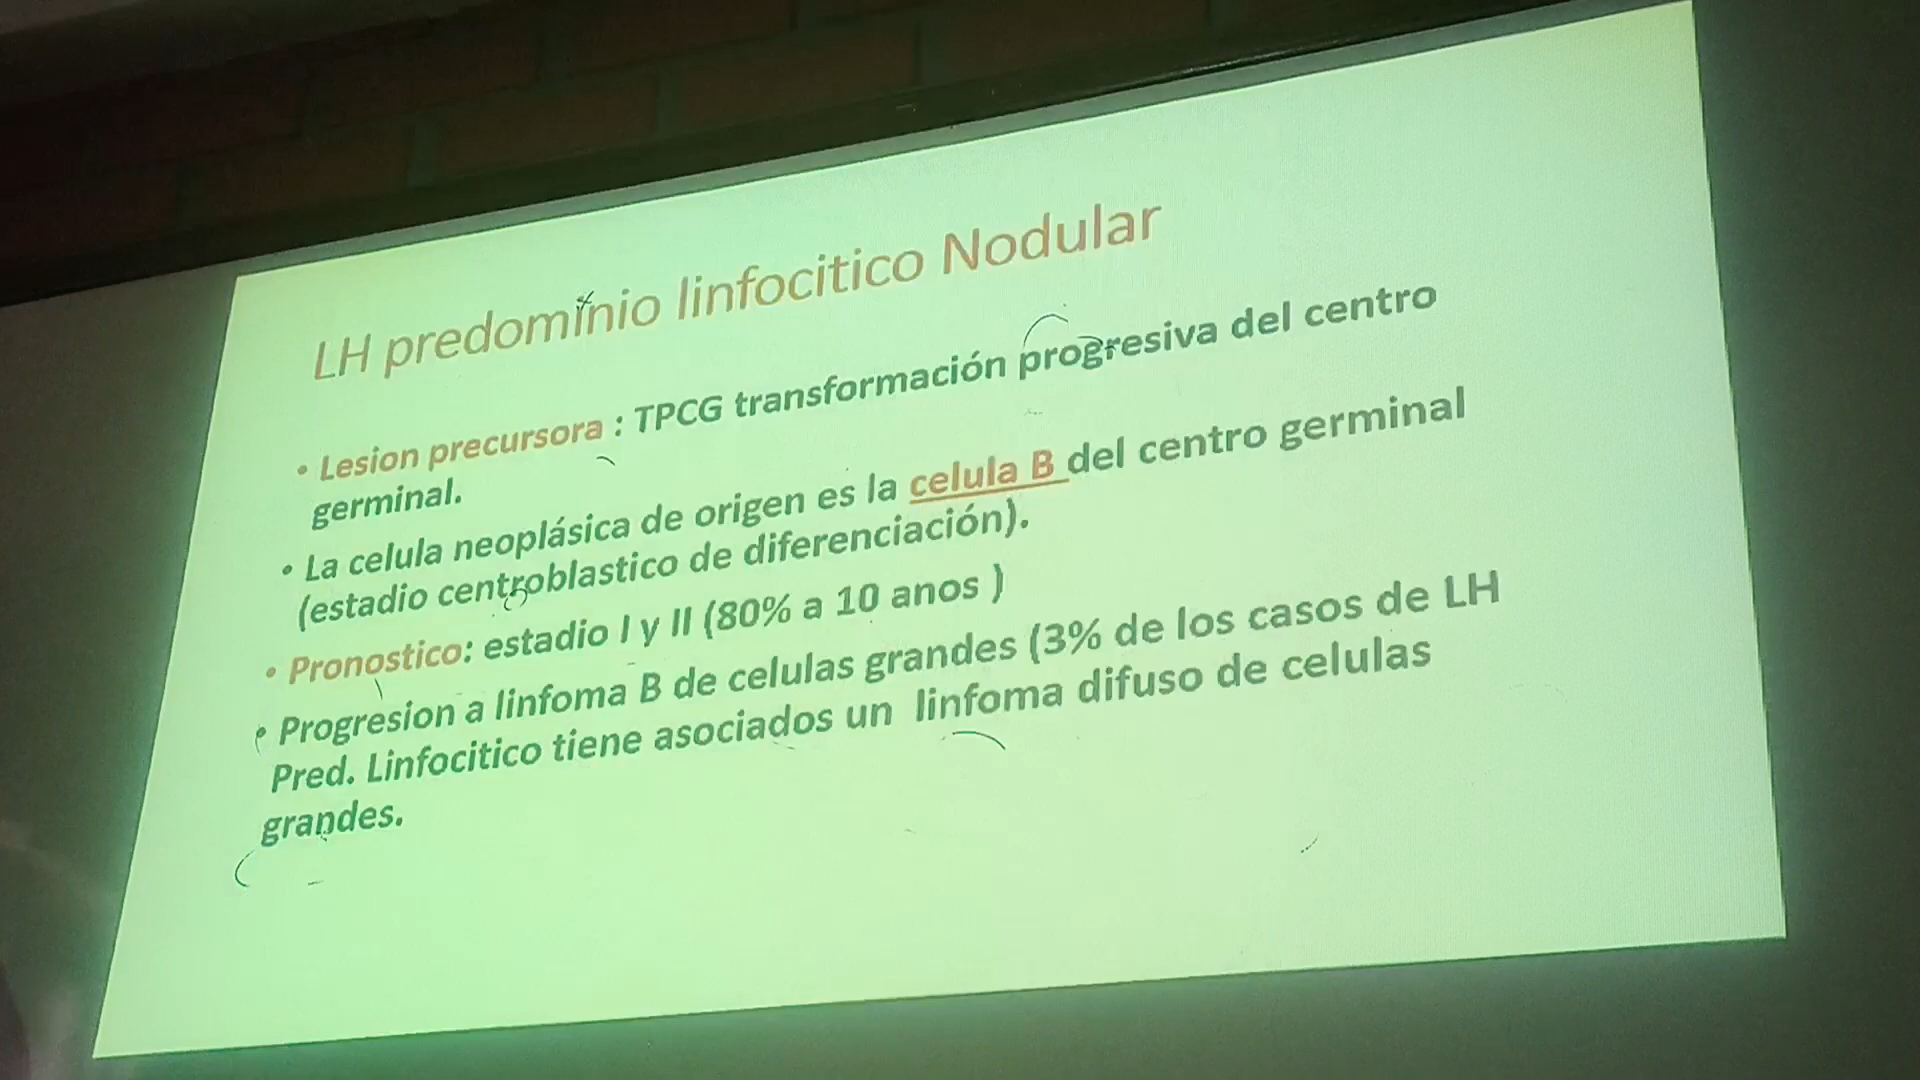 LH predominio linfocitico Nodular
• Lesion precursora : TPCG transformación progresiva del centro
germinal.
• La celula neoplásica de origen es la celula B del centro germinal
(estadio centroblastico de diferenciación).
• Pronostico: estadio I y II (80% a 10 anos )
• Progresion a linfoma B de celulas grandes (3% de los casos de LH
Pred. Linfocitico tiene asociados un linfoma difuso de celulas
grandes.